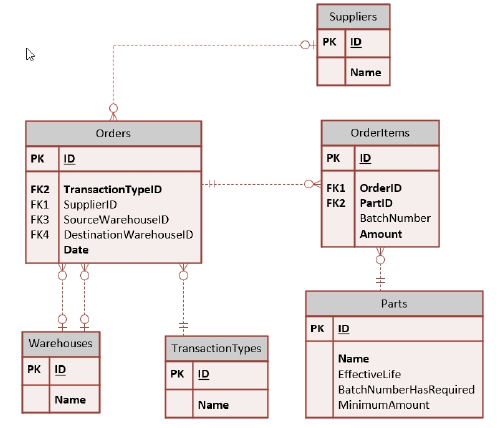 Suppliers
PK ID
Name
Orders
PK ID
FK2 TransactionTypeID
FK1 SupplierID
FK3 SourceWarehouseID
FK4 DestinationWarehouseID
Date
OrderItems
PK ID
FK1 OrderID
FK2 PartID
BatchNumber
Amount
Warehouses
PK ID
Name
TransactionTypes
PK ID
Name
Parts
PK ID
Name
EffectiveLife
BatchNumberHasRequired
MinimumAmount